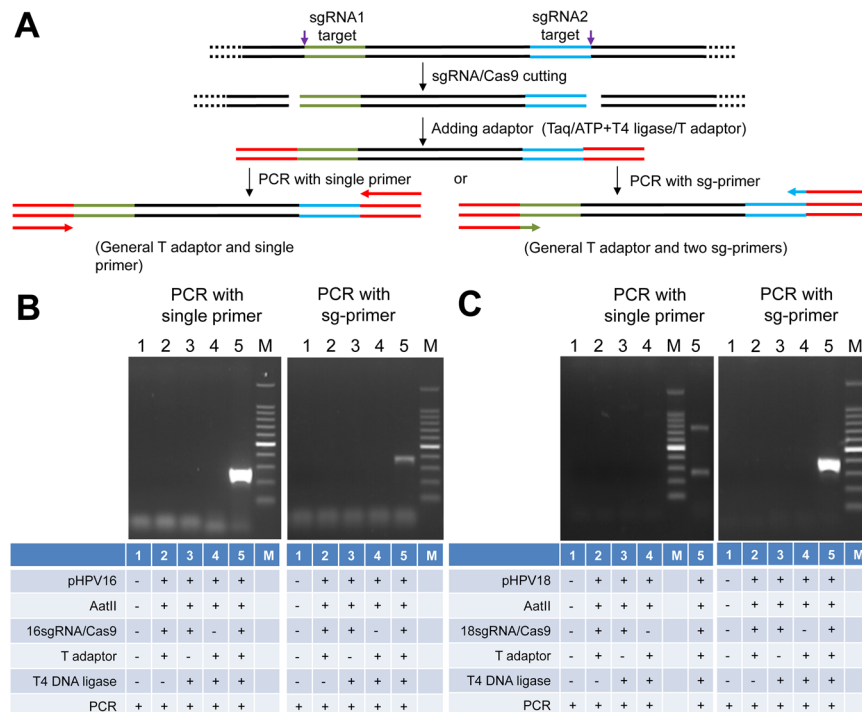 A
sgRNA1 target
sgRNA2 target
sgRNA/Cas9 cutting
Adding adaptor (Taq/ATP+T4 ligase/T adaptor)
PCR with single primer
or
PCR with sg-primer
(General T adaptor and single primer)
(General T adaptor and two sg-primers)
B
PCR with single primer
PCR with sg-primer
1 2 3 4 5 M
1 2 3 4 5 M
1 2 3 4 5 M 1 2 3 4 5 M
pHPV16 - + + + + - + + + +
AatII - + + + + - + + + +
16sgRNA/Cas9 - + + - + - + + - +
T adaptor - + - + + - + - + +
T4 DNA ligase - - + + + - - + + +
PCR + + + + + + + + + +
C
PCR with single primer
PCR with sg-primer
1 2 3 4 M 5
1 2 3 4 5 M
1 2 3 4 M 5 1 2 3 4 5 M
pHPV18 - + + + + - + + + +
AatII - + + + + - + + + +
18sgRNA/Cas9 - + + - + - + + - +
T adaptor - + - + + - + - + +
T4 DNA ligase - - + + + - - + + +
PCR + + + + + + + + + +